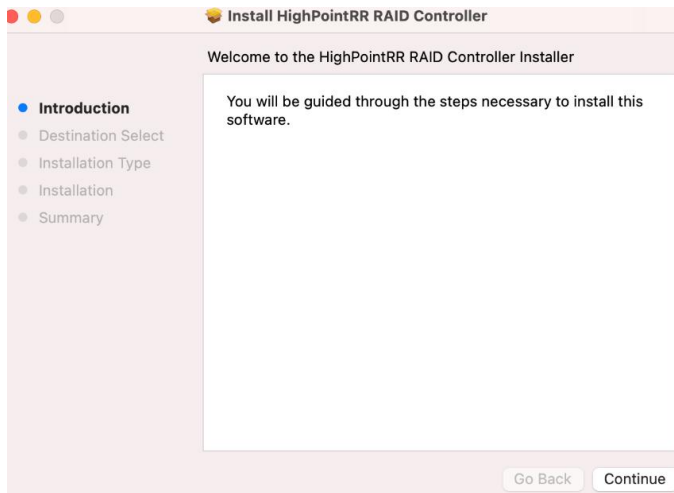 Install HighPointRR RAID Controller
Welcome to the HighPointRR RAID Controller Installer
Introduction
Destination Select
Installation Type
Installation
Summary
You will be guided through the steps necessary to install this
software.
Go Back
Continue